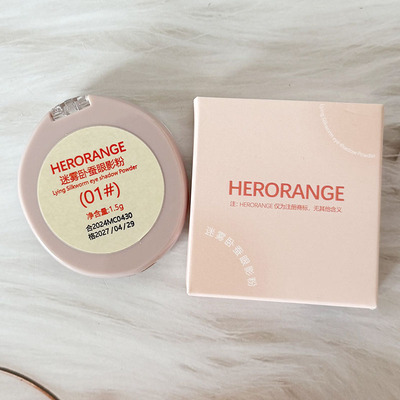 HERORANGE
迷雾卧蚕眼影粉
Lying Silkworm eye shadow Powder
(01#)
净含量:1.5g
合2024MC0430
格2027/04/29
HERORANGE
注: HERORANGE 仅为注册商标、无其他含义
迷雾卧蚕眼影粉